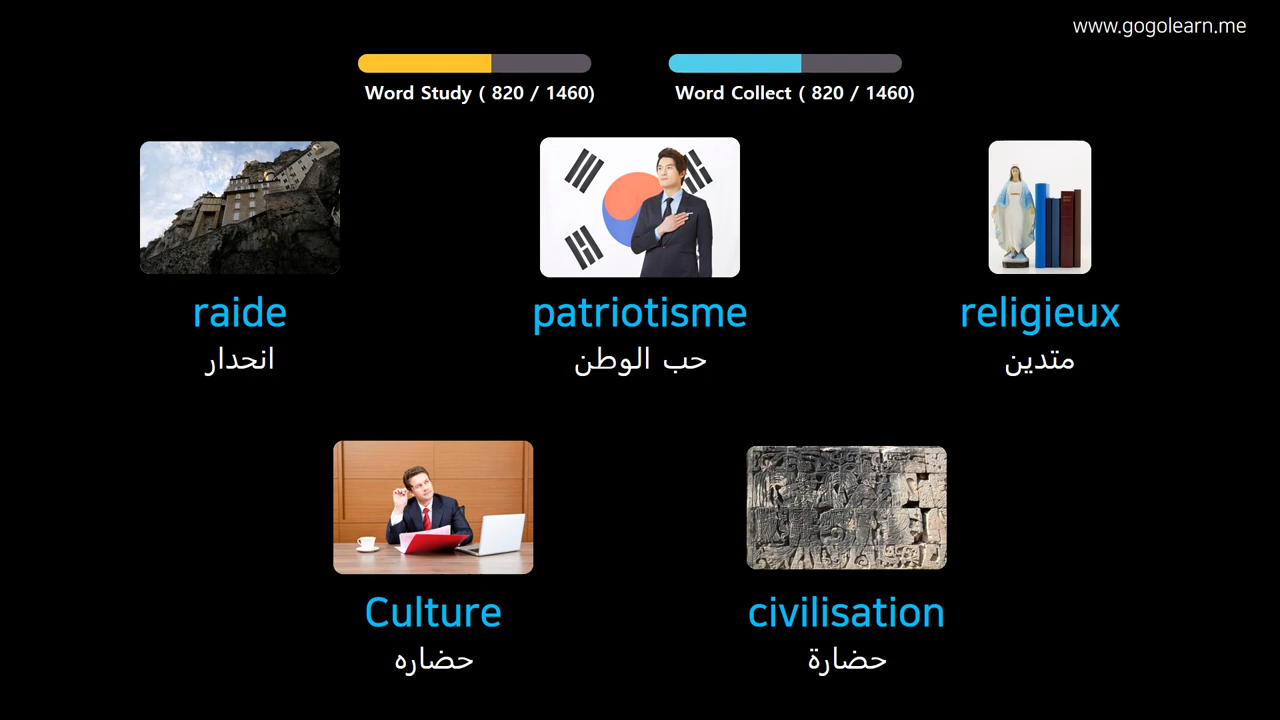 www.gogolearn.me
Word Study ( 820 / 1460)
Word Collect ( 820 / 1460)
raide
انحدار
patriotisme
حب الوطن
religieux
متدين
Culture
حضاره
civilisation
حضارة